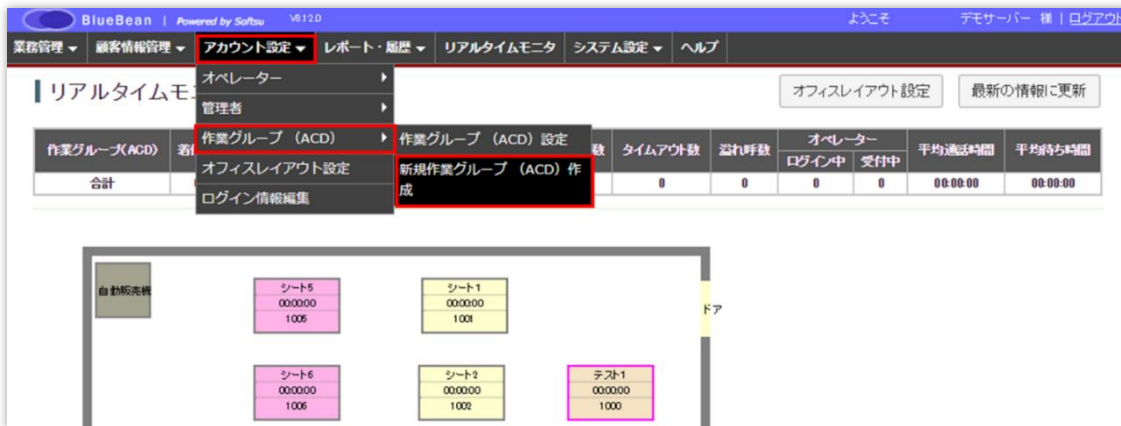 BlueBean | Powered by Softsu V8.12.0 ようこそ デモサーバー 様 | ログアウト
業務管理 ▼ 顧客情報管理 ▼ アカウント設定 ▼ レポート・履歴 ▼ リアルタイムモニタ システム設定 ▼ ヘルプ
リアルタイムモ
オフィスレイアウト設定 最新の情報に更新
オペレーター
管理者
作業グループ (ACD)
オフィスレイアウト設定
ログイン情報編集
作業グループ (ACD) 設定
新規作業グループ (ACD) 作
成
作業グループ(ACD) 数 タイムアウト数 溢れ呼数 オペレーター 平均通話時間 平均待ち時間
ログイン中 受付中
合計 0 0 0 0 00:00:00 00:00:00
自動販売機
シート5
00:00:00
1005
シート1
00:00:00
1001
ドア
シート6
00:00:00
1006
シート2
00:00:00
1002
テスト1
00:00:00
1000